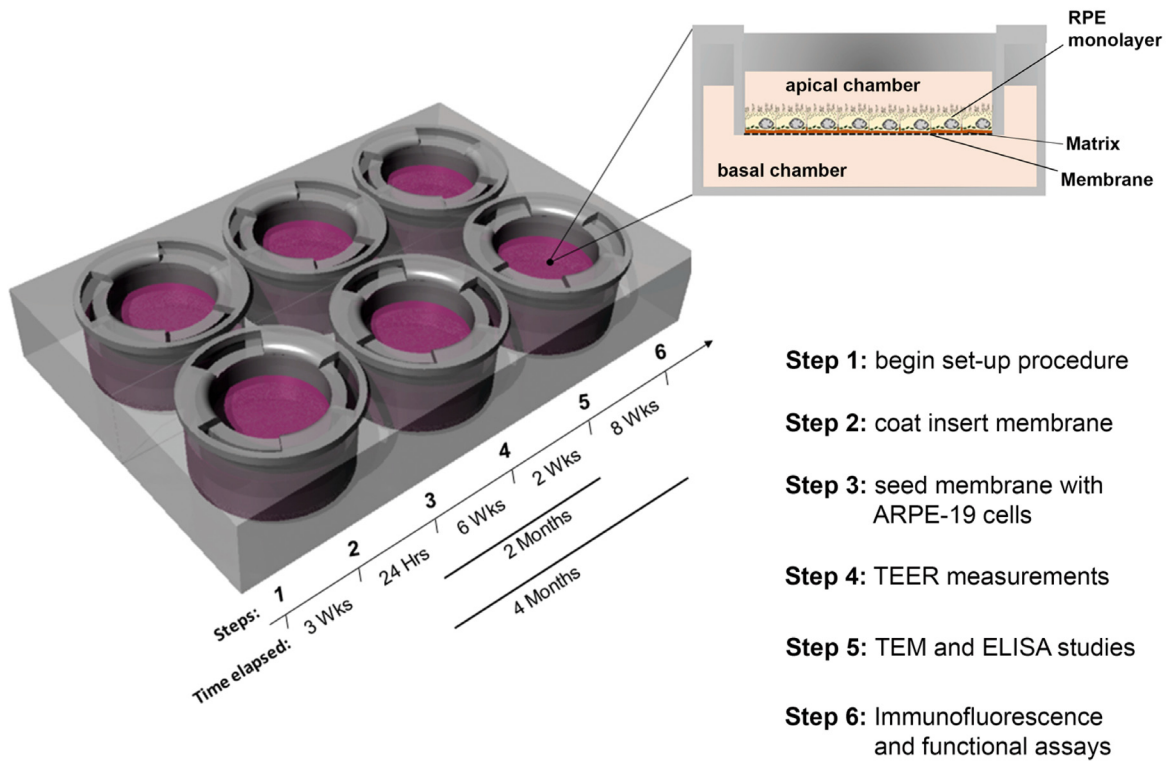 RPE
monolayer
apical chamber
Matrix
basal chamber
Membrane
Steps: 1 2 3 4 5 6
Time elapsed: 3 Wks 24 Hrs 6 Wks 2 Wks 8 Wks
2 Months
4 Months
Step 1: begin set-up procedure
Step 2: coat insert membrane
Step 3: seed membrane with
ARPE-19 cells
Step 4: TEER measurements
Step 5: TEM and ELISA studies
Step 6: Immunofluorescence
and functional assays